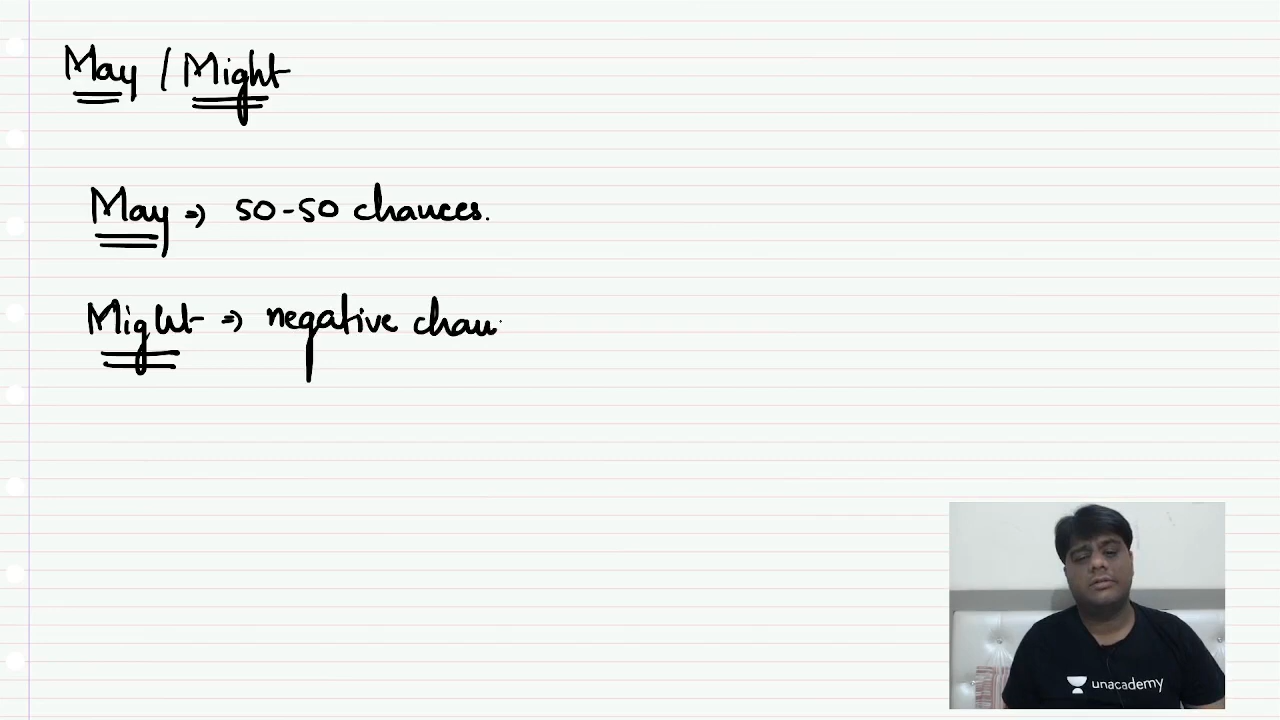 May / Might
May ⇒ 50-50 chances.
Might ⇒ negative chan
unacademy